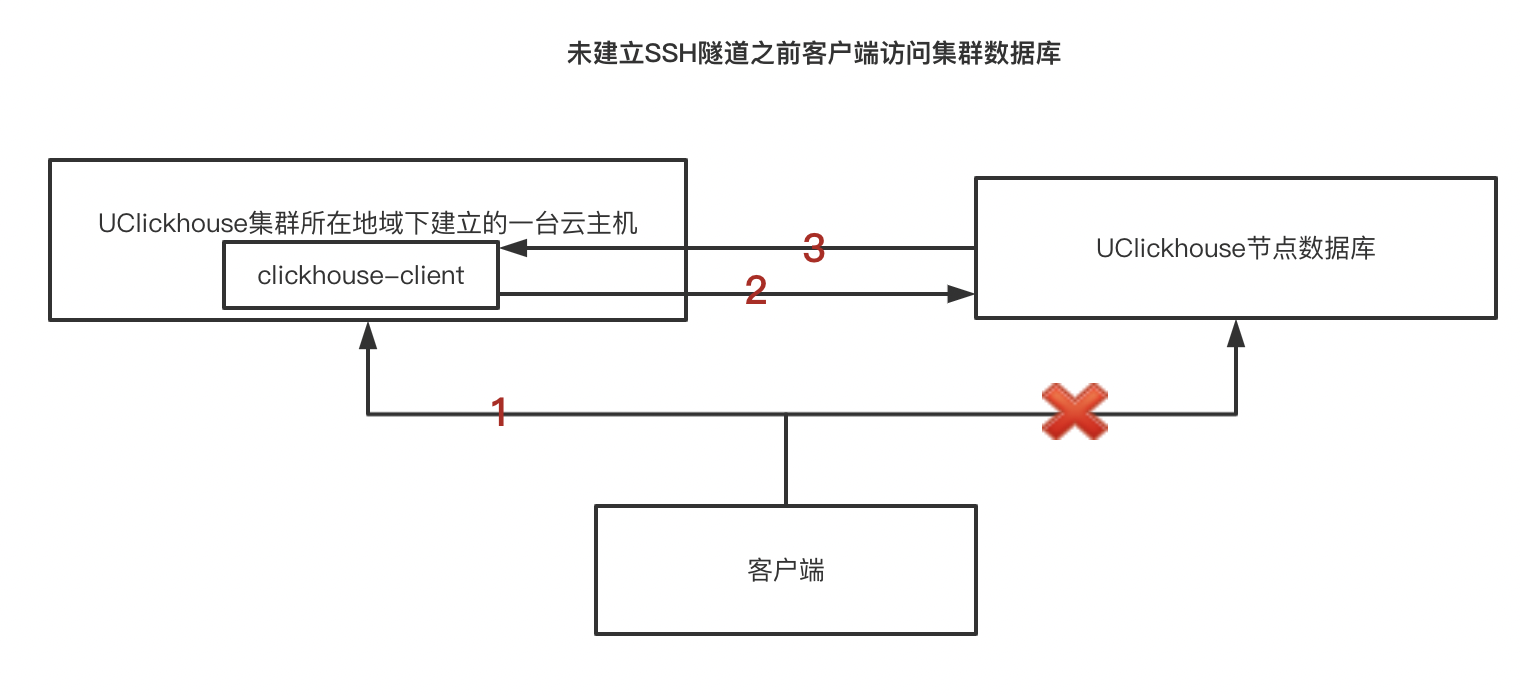 未建立SSH隧道之前客户端访问集群数据库
UClickhouse集群所在地域下建立的一台云主机
clickhouse-client
3
2
UClickhouse节点数据库
1
客户端